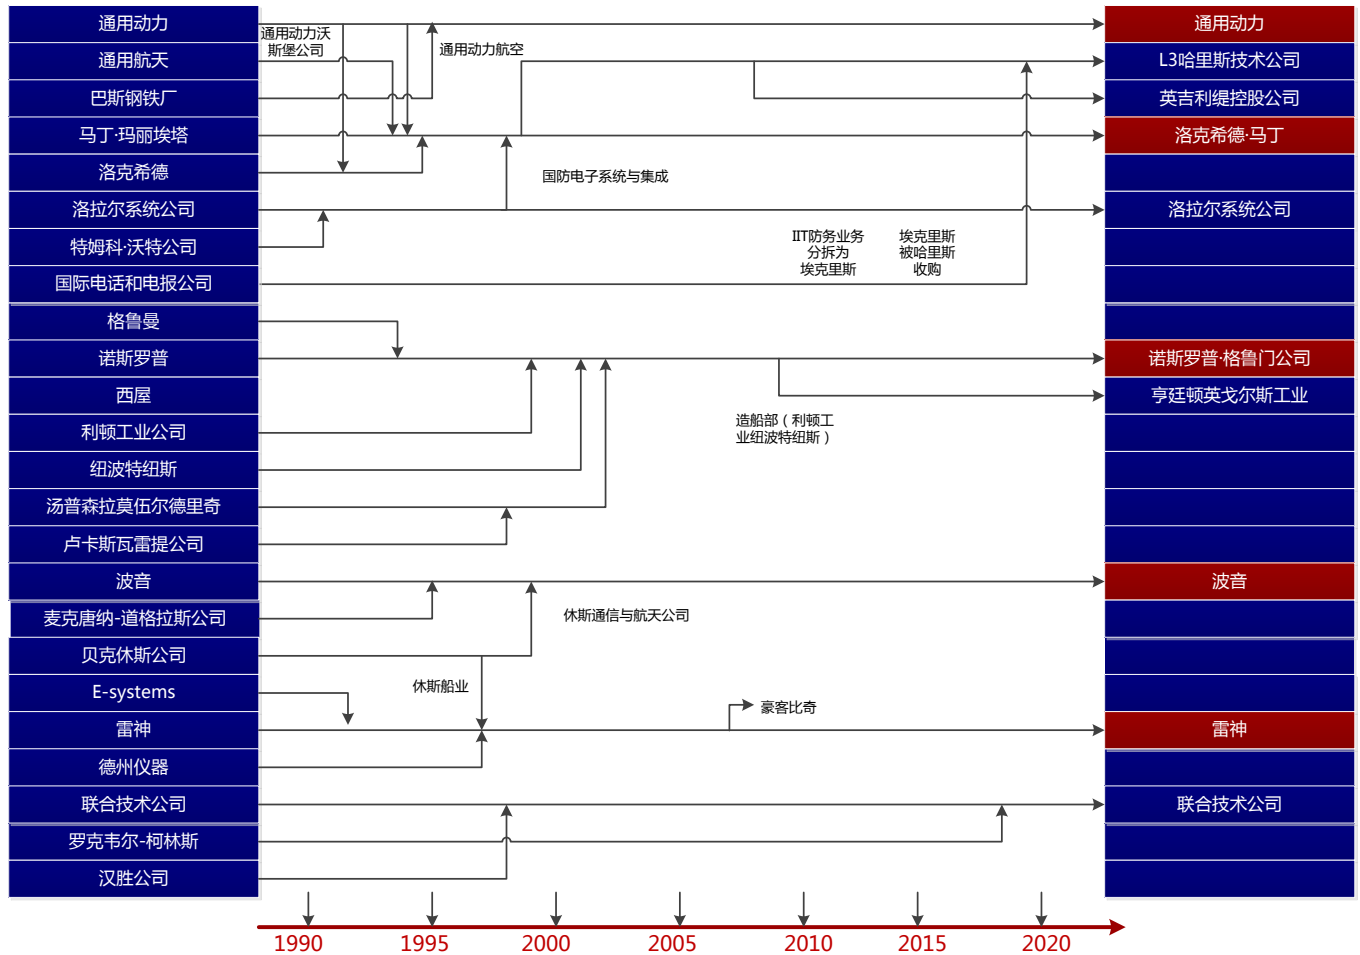 通用动力
通用航天
巴斯钢铁厂
马丁·玛丽埃塔
洛克希德
洛拉尔系统公司
特姆科·沃特公司
国际电话和电报公司
格鲁曼
诺斯罗普
西屋
利顿工业公司
纽波特纽斯
汤普森拉莫伍尔德里奇
卢卡斯瓦雷提公司
波音
麦克唐纳-道格拉斯公司
贝克休斯公司
E-systems
雷神
德州仪器
联合技术公司
罗克韦尔-柯林斯
汉胜公司
通用动力沃
斯堡公司
通用动力航空
国防电子系统与集成
IIT防务业务
分拆为
埃克里斯
埃克里斯
被哈里斯
收购
造船部（利顿工
业纽波特纽斯）
休斯通信与航天公司
休斯船业
豪客比奇
通用动力
L3哈里斯技术公司
英吉利缇控股公司
洛克希德·马丁
洛拉尔系统公司
诺斯罗普·格鲁门公司
亨廷顿英戈尔斯工业
波音
雷神
联合技术公司
1990
1995
2000
2005
2010
2015
2020